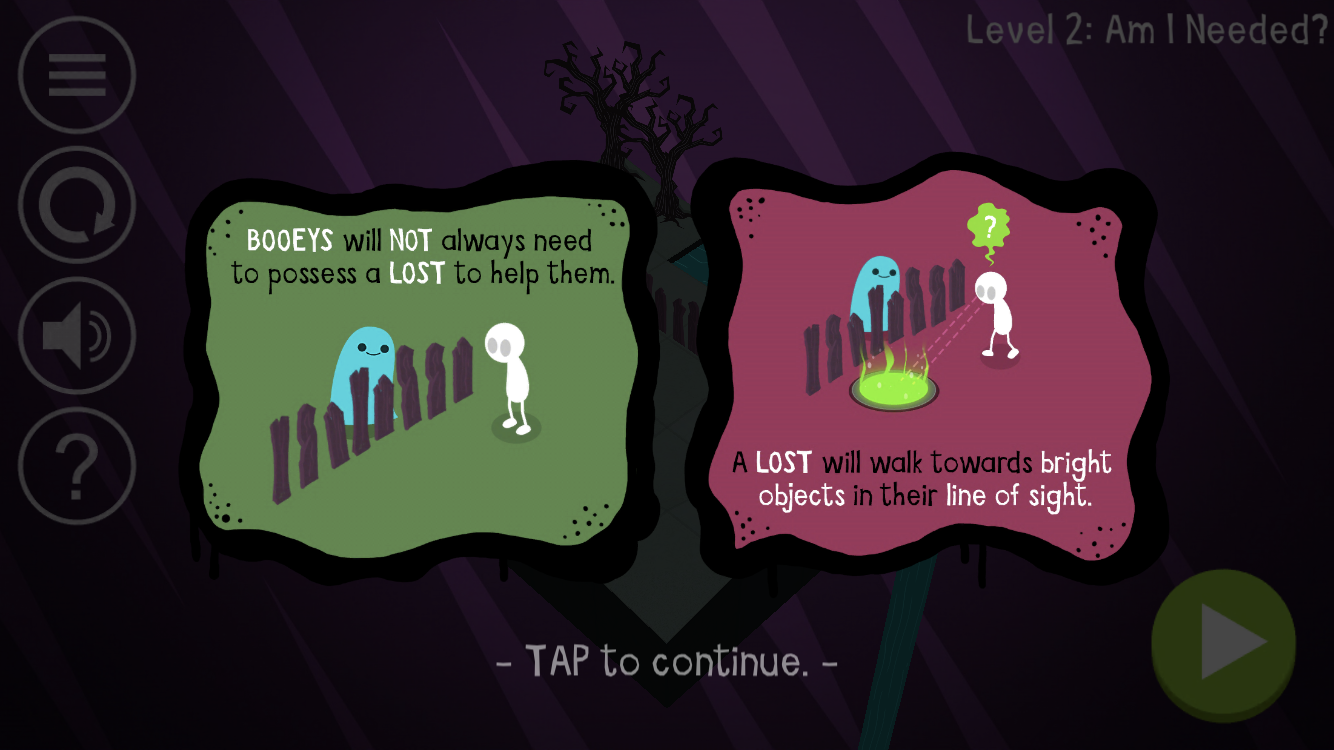 Level 2: Am I Needed?
BOOEYS will NOT always need
to possess a LOST to help them.
?
A LOST will walk towards bright
objects in their line of sight.
?
- TAP to continue. -